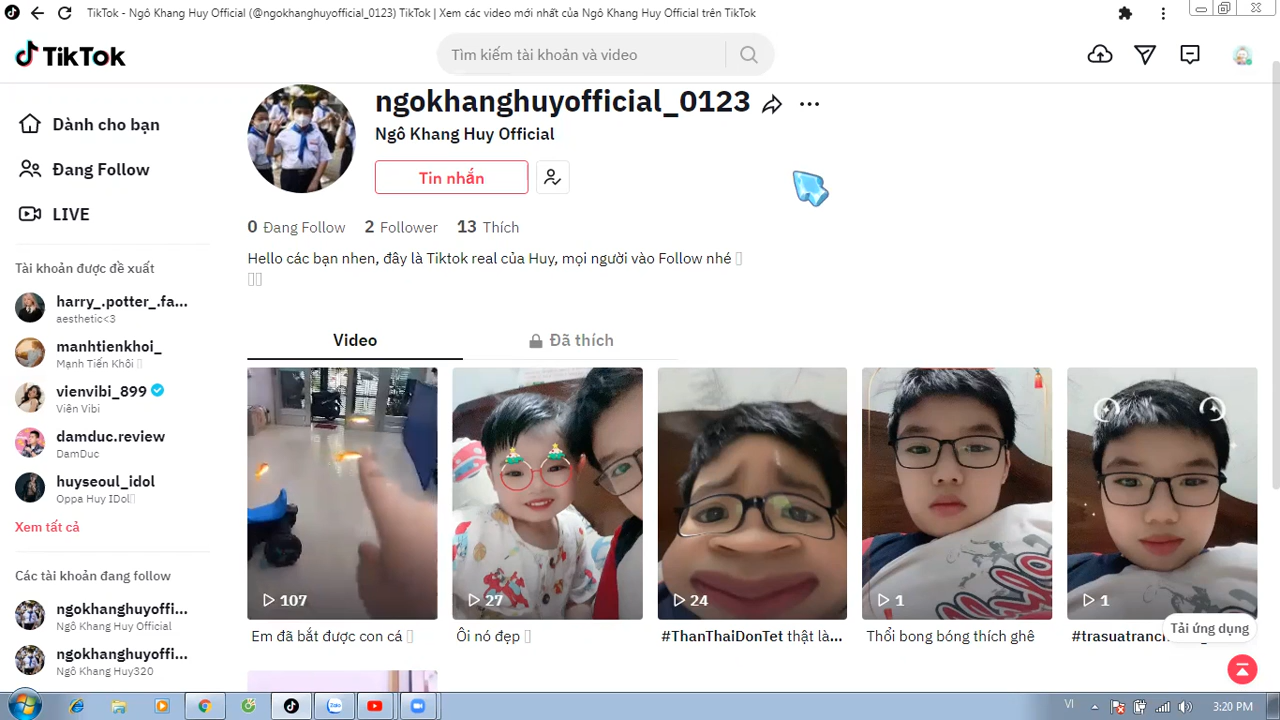 TikTok - Ngô Khang Huy Official (@ngokhanghuyofficial_0123) TikTok | Xem các video mới nhất của Ngô Khang Huy Official trên TikTok
TikTok
Tìm kiếm tài khoản và video
Dành cho bạn
Đang Follow
LIVE
Tài khoản được đề xuất
harry_.potter_.fa...
aesthetic<3
manhtienkhoi_
Mạnh Tiến Khôi
vienvibi_899
Viên Vibi
damduc.review
DamDuc
huyseoul_idol
Oppa Huy IDol
Xem tất cả
Các tài khoản đang follow
ngokhanghuyoffi...
Ngô Khang Huy Official
ngokhanghuyoffi...
Ngô Khang Huy320
ngokhanghuyofficial_0123
Ngô Khang Huy Official
Tin nhắn
0 Đang Follow 2 Follower 13 Thích
Hello các bạn nhen, đây là Tiktok real của Huy, mọi người vào Follow nhé
Video
Đã thích
107
Em đã bắt được con cá
27
Ôi nó đẹp
24
#ThanThaiDonTet thật là...
1
Thổi bong bóng thích ghê
1
Tải ứng dụng
Zalo
VI
3:20 PM